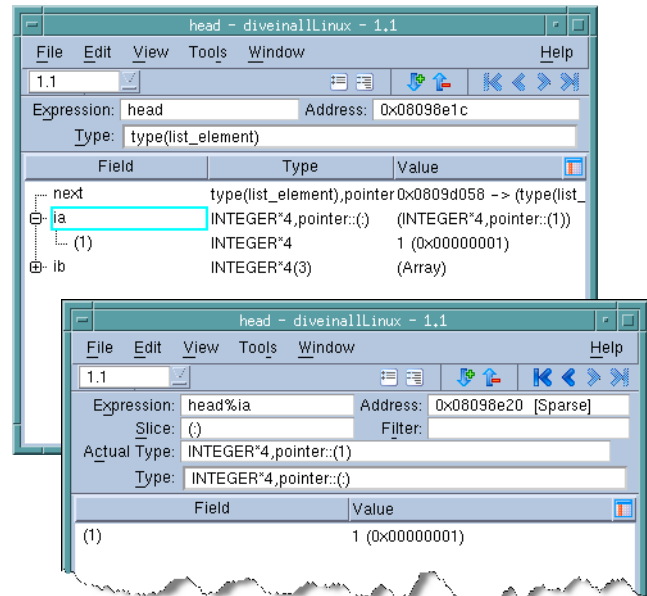 head - diveinallLinux - 1.1
File Edit View Tools Window Help
1.1
Expression: head Address: 0x08098e1c
Type: type(list_element)
Field Type Value
next type(list_element),pointer 0x0809d058 -> (type(list_
ia INTEGER*4,pointer::(:) (INTEGER*4,pointer::(1))
(1) INTEGER*4 1 (0x00000001)
ib INTEGER*4(3) (Array)
head - diveinallLinux - 1.1
File Edit View Tools Window Help
1.1
Expression: head%ia Address: 0x08098e20 [Sparse]
Slice: (:) Filter:
Actual Type: INTEGER*4,pointer::(1)
Type: INTEGER*4,pointer::(:)
Field Value
(1) 1 (0x00000001)